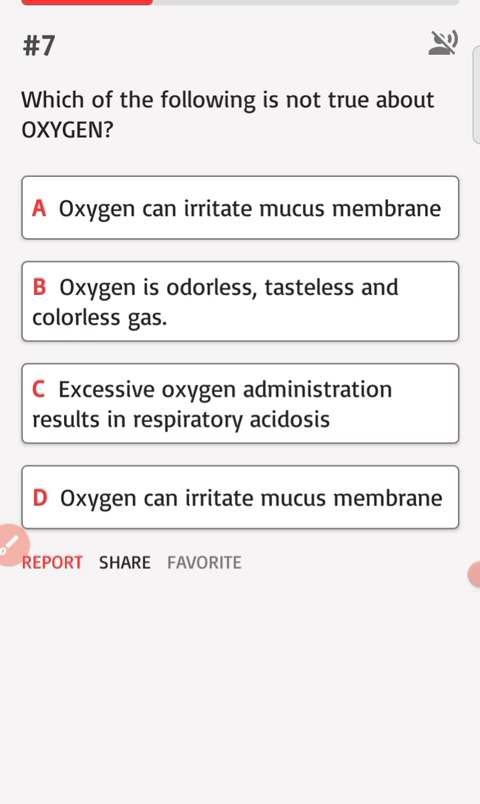 #7
Which of the following is not true about
OXYGEN?
A Oxygen can irritate mucus membrane
B Oxygen is odorless, tasteless and
colorless gas.
C Excessive oxygen administration
results in respiratory acidosis
D Oxygen can irritate mucus membrane
REPORT SHARE FAVORITE